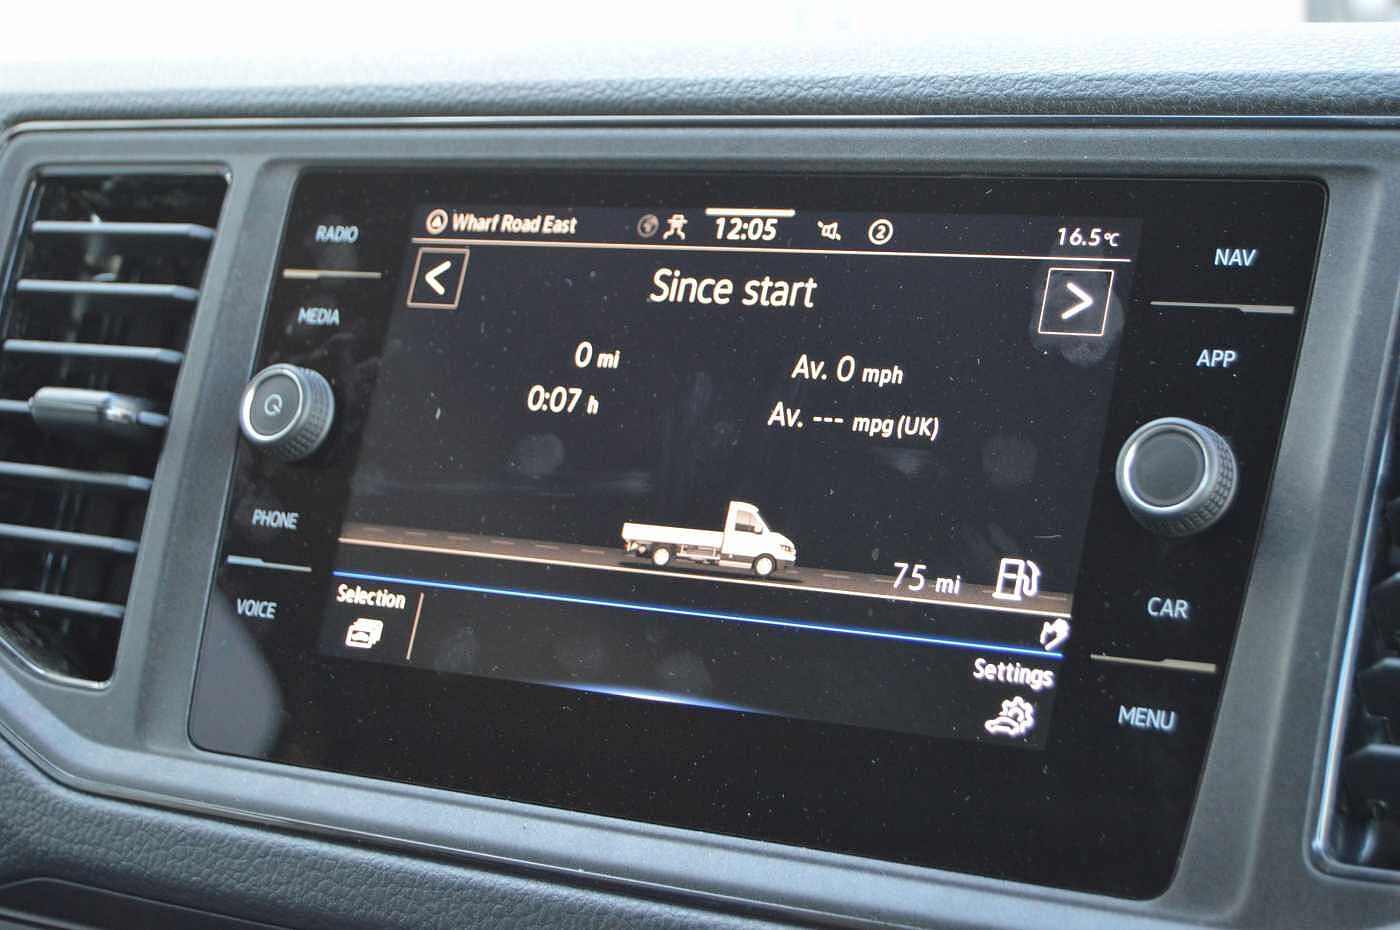 RADIO
MEDIA
PHONE
VOICE
Wharf Road East
12:05
2
16.5°C
Since start
0 mi
0:07 h
Av. 0 mph
Av. --- mpg (UK)
75 mi
Selection
Settings
NAV
APP
CAR
MENU